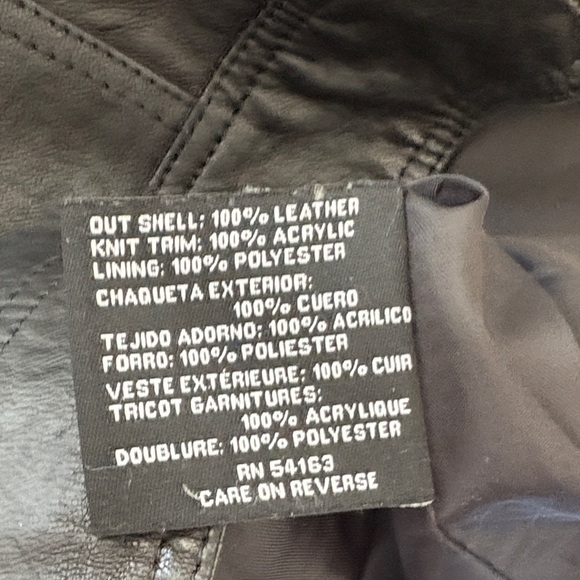 OUT SHELL: 100% LEATHER
KNIT TRIM: 100% ACRYLIC
LINING: 100% POLYESTER
CHAQUETA EXTERIOR:
100% CUERO
TEJIDO ADORNO: 100% ACRILICO
FORRO: 100% POLIESTER
VESTE EXTÉRIEURE: 100% CUIR
TRICOT GARNITURES:
100% ACRYLIQUE
DOUBLURE: 100% POLYESTER
RN 54163
CARE ON REVERSE